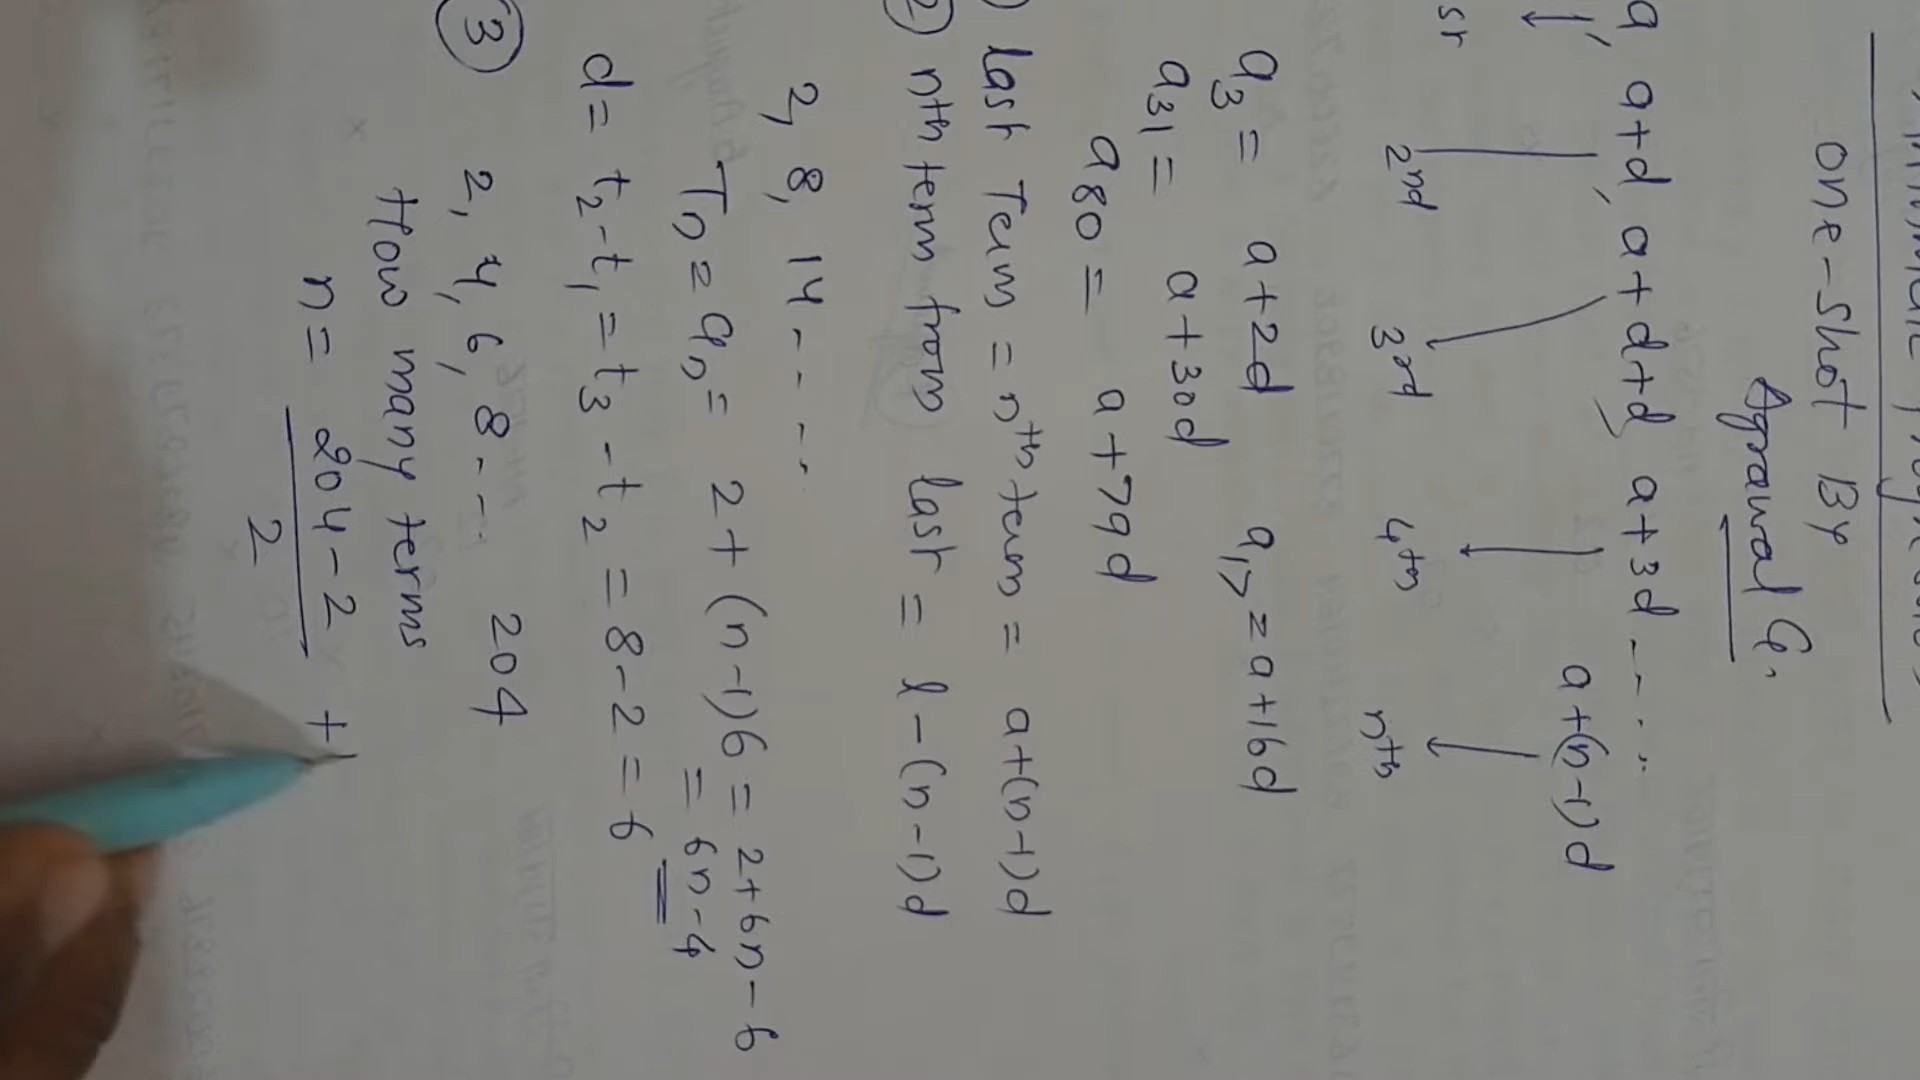 one-shot By
Agrawal G.
a, a+d, a+d+d, a+3d - - - -
a+(n-1)d
1st 2nd 3rd 4th nth
a3 = a+2d a17 = a+16d
a31 = a+30d
a80 = a+79d
) last Term = nth term = a+(n-1)d
2) nth term from last = l-(n-1)d
2, 8, 14 - - - - -
Tn = an = 2+(n-1)6 = 2+6n-6
= 6n-4
d = t2-t1 = t3-t2 = 8-2 = 6
3 2, 4, 6, 8 - - - 204
How many terms
n = 204-2 +1
2